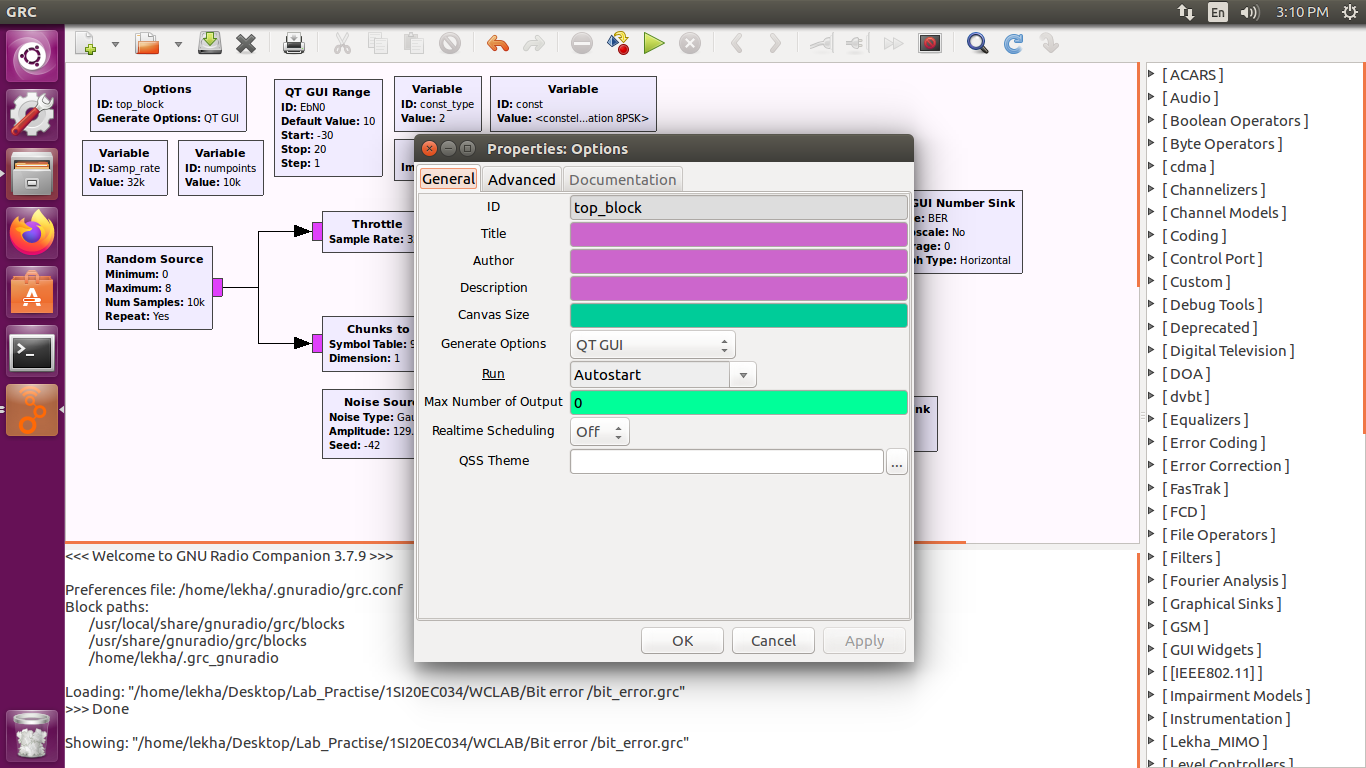 GRC
En
3:10 PM
Options
ID: top_block
Generate Options: QT GUI
QT GUI Range
ID: EbN0
Default Value: 10
Start: -30
Stop: 20
Step: 1
Variable
ID: const_type
Value: 2
Variable
ID: const
Value: <constel...ation 8PSK>
Variable
ID: samp_rate
Value: 32k
Variable
ID: numpoints
Value: 10k
Im
Throttle
Sample Rate: 3
Random Source
Minimum: 0
Maximum: 8
Num Samples: 10k
Repeat: Yes
Chunks to
Symbol Table: 9
Dimension: 1
Noise Sour
Noise Type: Gau
Amplitude: 129.
Seed: -42
GUI Number Sink
e: BER
oscale: No
rage: 0
ph Type: Horizontal
nk
Properties: Options
General
Advanced
Documentation
ID
top_block
Title
Author
Description
Canvas Size
Generate Options
QT GUI
Run
Autostart
Max Number of Output
0
Realtime Scheduling
Off
QSS Theme
...
OK
Cancel
Apply
<<< Welcome to GNU Radio Companion 3.7.9 >>>
Preferences file: /home/lekha/.gnuradio/grc.conf
Block paths:
/usr/local/share/gnuradio/grc/blocks
/usr/share/gnuradio/grc/blocks
/home/lekha/.grc_gnuradio
Loading: "/home/lekha/Desktop/Lab_Practise/1SI20EC034/WCLAB/Bit error /bit_error.grc"
>>> Done
Showing: "/home/lekha/Desktop/Lab_Practise/1SI20EC034/WCLAB/Bit error /bit_error.grc"
[ ACARS ]
[ Audio ]
[ Boolean Operators ]
[ Byte Operators ]
[ cdma ]
[ Channelizers ]
[ Channel Models ]
[ Coding ]
[ Control Port ]
[ Custom ]
[ Debug Tools ]
[ Deprecated ]
[ Digital Television ]
[ DOA ]
[ dvbt ]
[ Equalizers ]
[ Error Coding ]
[ Error Correction ]
[ FasTrak ]
[ FCD ]
[ File Operators ]
[ Filters ]
[ Fourier Analysis ]
[ Graphical Sinks ]
[ GSM ]
[ GUI Widgets ]
[ [IEEE802.11] ]
[ Impairment Models ]
[ Instrumentation ]
[ Lekha_MIMO ]
[ Level Controllers ]